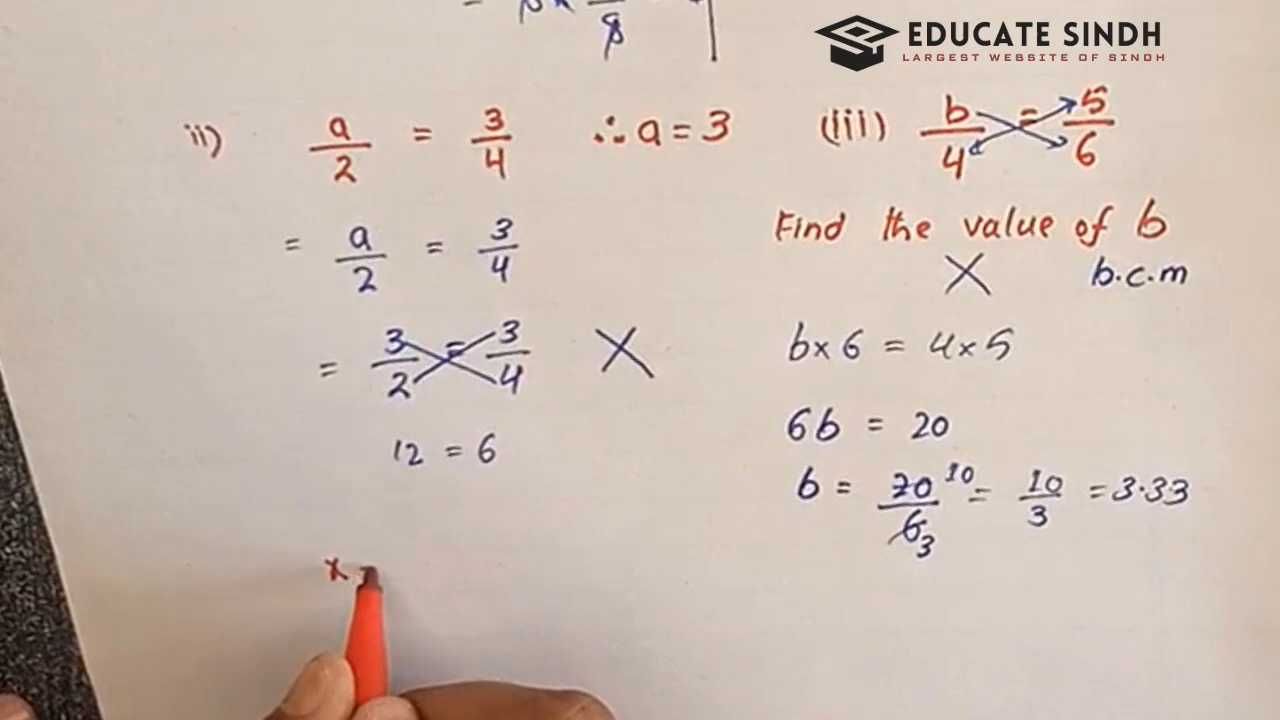 EDUCATE SINDH
LARGEST WEBSITE OF SINDH
ii) a/2 = 3/4 ∴ a = 3
= a/2 = 3/4
= 3/2 = 3/4 X
12 = 6
x
(iii) b/4 = 5/6
Find the value of b
X b.c.m
b x 6 = 4 x 5
6b = 20
b = 20/6 10/3 = 10/3 = 3.33